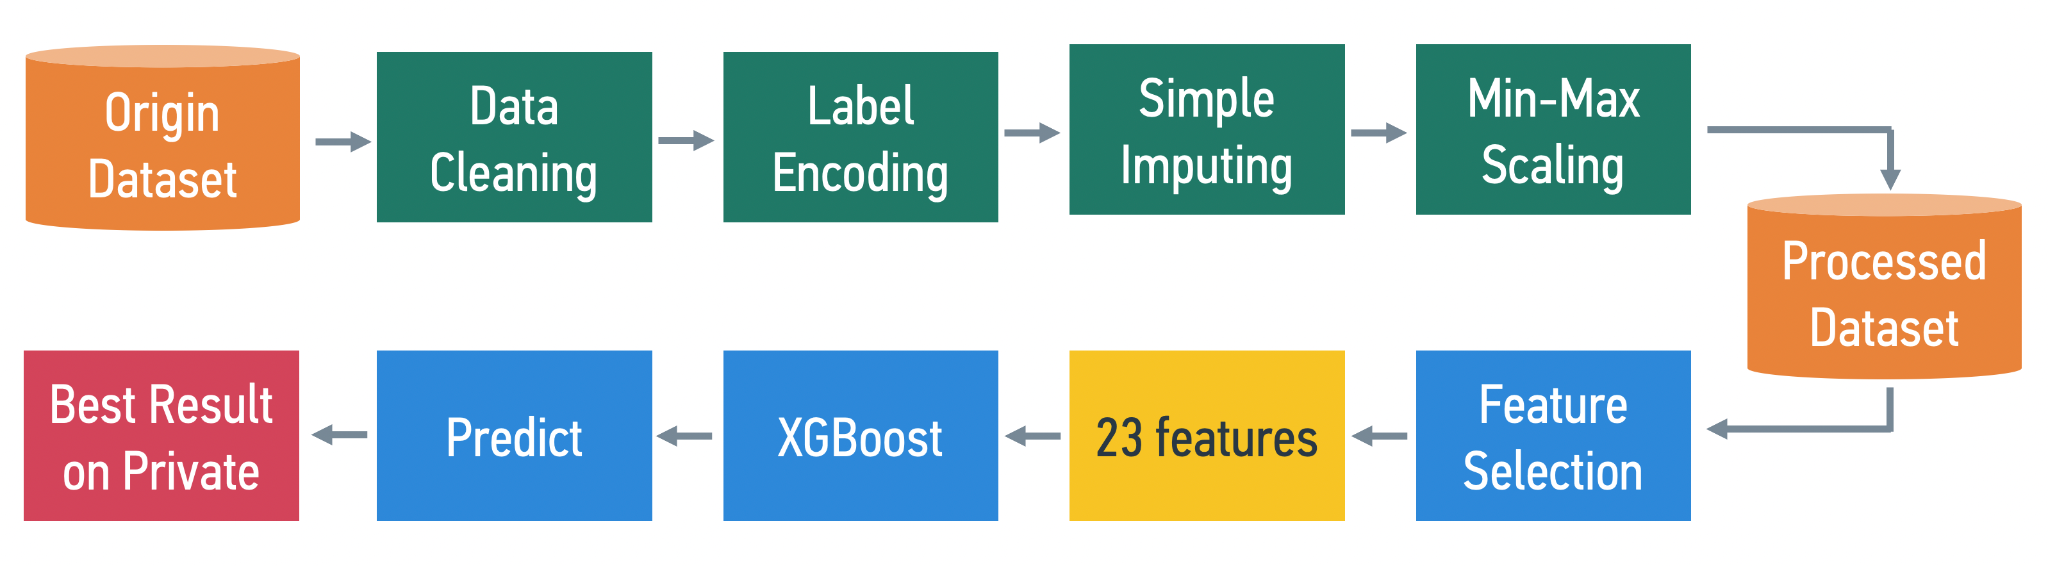 Origin
Dataset
Data
Cleaning
Label
Encoding
Simple
Imputing
Min-Max
Scaling
Processed
Dataset
Feature
Selection
23 features
XGBoost
Predict
Best Result
on Private